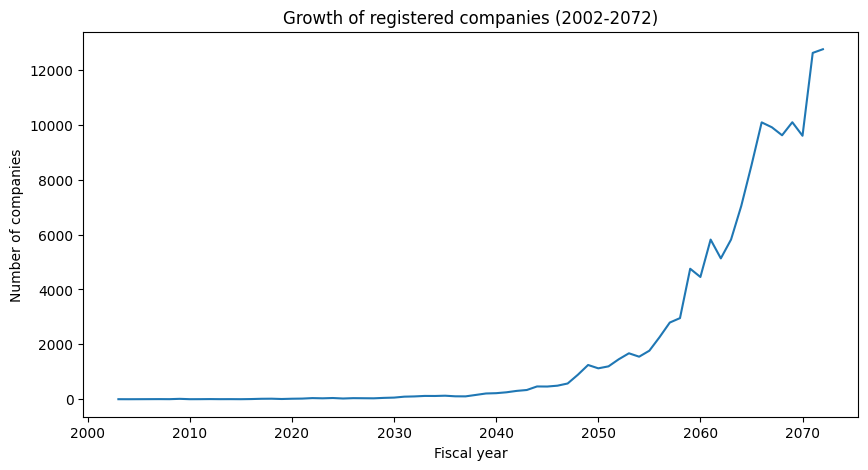 Growth of registered companies (2002-2072)
12000
10000
8000
6000
4000
2000
0
Number of companies
2000 2010 2020 2030 2040 2050 2060 2070
Fiscal year